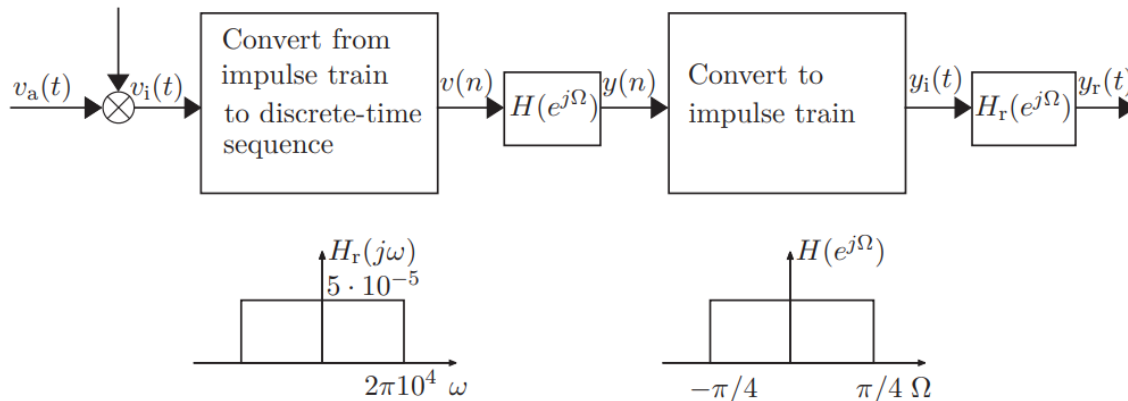 v_a(t)
v_i(t)
Convert from
impulse train
to discrete-time
sequence
v(n)
H(e^{jΩ})
y(n)
Convert to
impulse train
y_i(t)
H_r(e^{jΩ})
y_r(t)
H_r(jω)
5 · 10^{-5}
2π10^4 ω
H(e^{jΩ})
−π/4
π/4 Ω